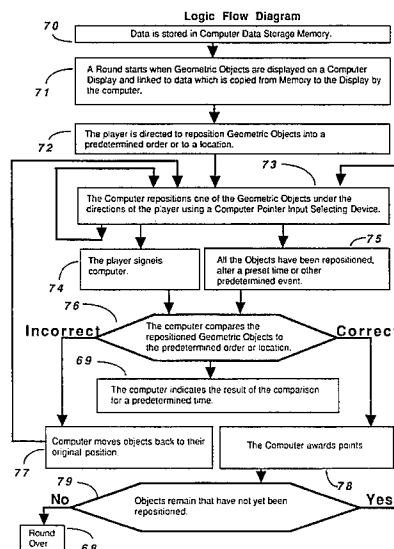 Logic Flow Diagram
70
Data is stored in Computer Data Storage Memory.
71
A Round starts when Geometric Objects are displayed on a Computer
Display and linked to data which is copied from Memory to the Display by
the computer.
72
The player is directed to reposition Geometric Objects into a
predetermined order or to a location.
73
The Computer repositions one of the Geometric Objects under the
directions of the player using a Computer Pointer Input Selecting Device.
74
The player signels
computer.
75
All the Objects have been repositioned,
after a preset time or other
predetermined event.
76
Incorrect
The computer compares the
repositioned Geometric Objects to
the predetermined order or location.
Correct
69
The computer indicates the result of the comparison
for a predetermined time.
Computer moves objects back to their
original position.
77
The Computer awards points
78
79
No
Objects remain that have not yet been
repositioned.
Yes
Round
Over
68